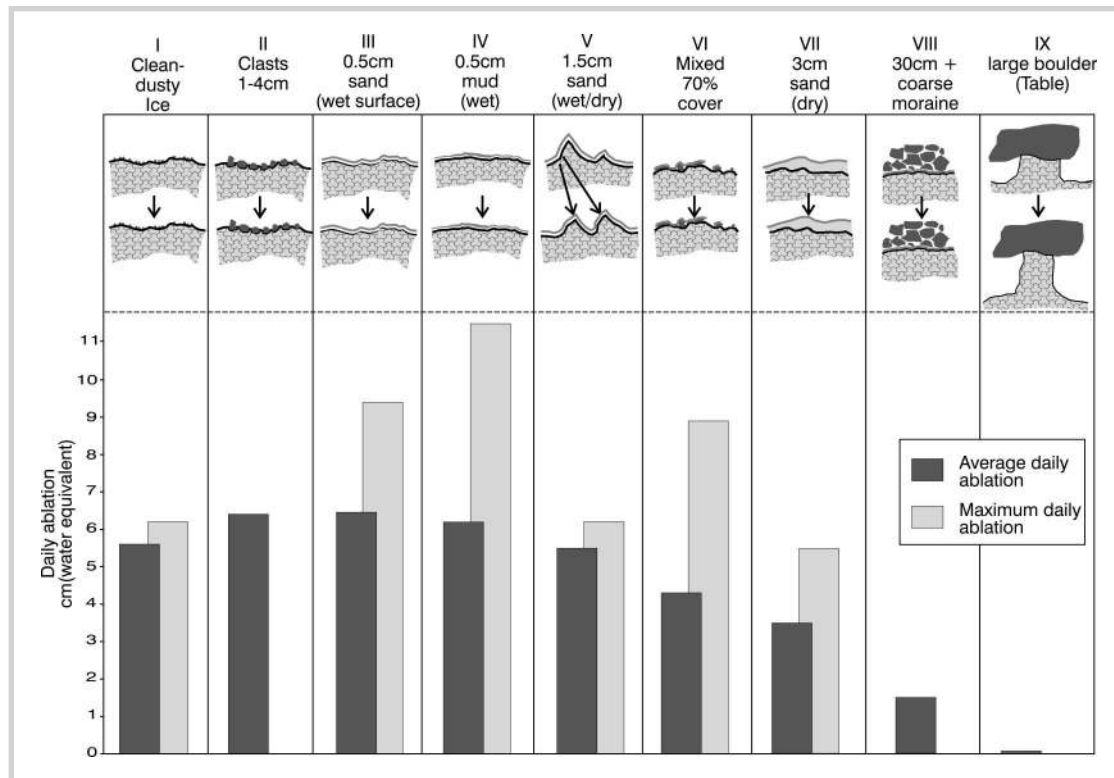 I
Clean-
dusty
Ice
II
Clasts
1-4cm
III
0.5cm
sand
(wet surface)
IV
0.5cm
mud
(wet)
V
1.5cm
sand
(wet/dry)
VI
Mixed
70%
cover
VII
3cm
sand
(dry)
VIII
30cm +
coarse
moraine
IX
large boulder
(Table)
Daily ablation
cm(water equivalent)
11
10
9
8
7
6
5
4
3
2
1
0
Average daily
ablation
Maximum daily
ablation